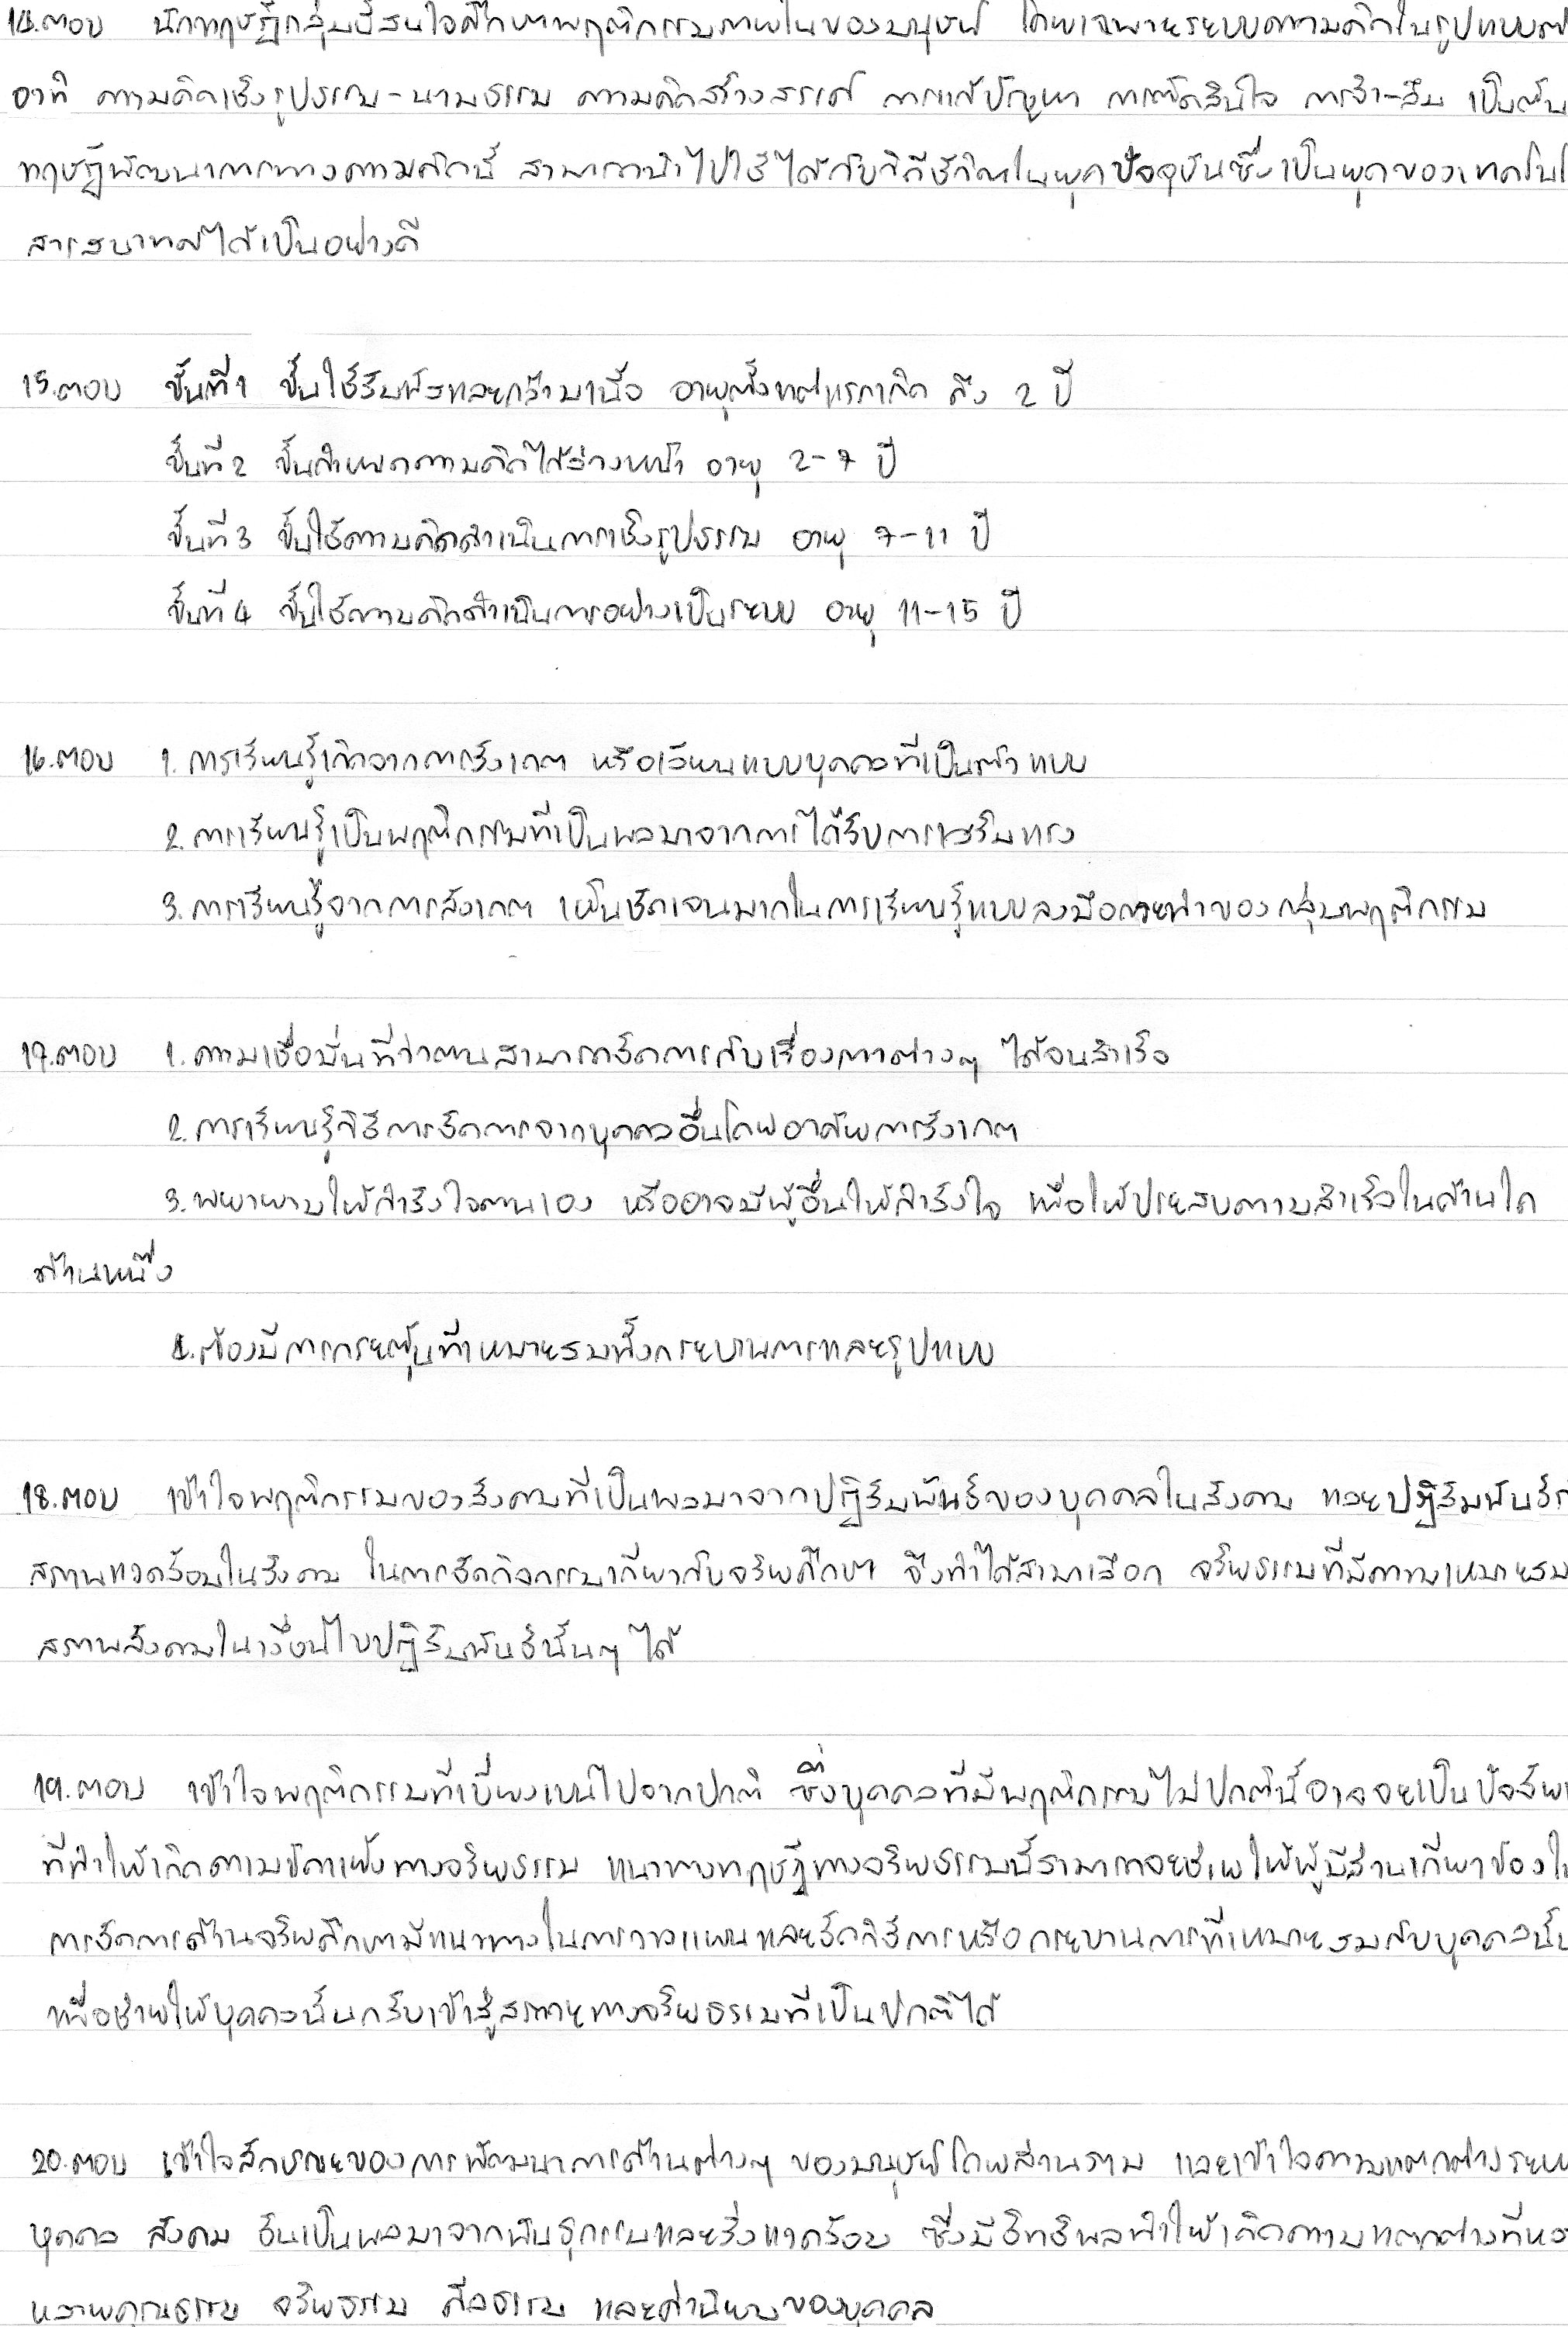 14.ตอบ นักทฤษฎีกลุ่มนี้สนใจศึกษาพฤติกรรมภายในของมนุษย์ โดยเฉพาะระบบความคิดในรูปแบบต
อาทิ ความคิดเชิงรูปธรรม-นามธรรม ความคิดสร้างสรรค์ การแก้ปัญหา การตัดสินใจ การจำ-ลืม เป็นต้น
ทฤษฎีพัฒนาการทางความคิดนี้ สามารถนำไปใช้ได้กับวิถีชีวิตในยุคปัจจุบันซึ่งเป็นยุคของเทคโนโ
สารสนเทศได้เป็นอย่างดี
15.ตอบ ขั้นที่1 ขั้นใช้สัมผัสและกล้ามเนื้อ อายุตั้งแต่แรกเกิด ถึง 2 ปี
ขั้นที่2 ขั้นกำหนดความคิดได้ล่วงหน้า อายุ 2-7 ปี
ขั้นที่3 ขั้นใช้ความคิดดำเนินการเชิงรูปธรรม อายุ 7-11 ปี
ขั้นที่4 ขั้นใช้ความคิดดำเนินการอย่างเป็นระบบ อายุ 11-15 ปี
16.ตอบ 1.การเรียนรู้เกิดจากการสังเกต หรือเลียนแบบบุคคลที่เป็นตัวแบบ
2.การเรียนรู้เป็นพฤติกรรมที่เป็นผลมาจากการได้รับการเสริมแรง
3.การเรียนรู้จากการสังเกต เห็นชัดเจนมากในการเรียนรู้แบบลงมือกระทำของกลุ่มพฤติกรรม
17.ตอบ 1.ความเชื่อมั่นที่ว่าตนสามารถจัดการกับเรื่องราวต่างๆ ได้จนสำเร็จ
2.การเรียนรู้วิธีการจัดการจากบุคคลอื่นโดยอาศัยการสังเกต
3.พยายามให้กำลังใจตนเอง หรืออาจมีผู้อื่นให้กำลังใจ เพื่อให้ประสบความสำเร็จในด้านใด
ด้านหนึ่ง
4.ต้องมีการกระตุ้นที่เหมาะสมทั้งกระบวนการและรูปแบบ
18.ตอบ เข้าใจพฤติกรรมของสังคมที่เป็นผลมาจากปฏิสัมพันธ์ของบุคคลในสังคม และปฏิสัมพันธ์ก
สภาพแวดล้อมในสังคม ในการจัดกิจกรรมเกี่ยวกับจริยศึกษา จึงทำได้สามาเลือก จริยธรรมที่มีความเหมาะสม
สภาพสังคมในเงื่อนไขปฏิสัมพันธ์นั้นๆ ได้
19.ตอบ เข้าใจพฤติกรรมที่เบี่ยงเบนไปจากปกติ ซึ่งบุคคลที่มีพฤติกรรมไม่ปกตินี้อาจจะเป็นปัจจัย
ที่ทำให้เกิดความขัดแย้งทางจริยธรรม แนวทางทฤษฎีทางจริยธรรมนี้สามารถจะช่วยให้ผู้มีส่วนเกี่ยวข้องใน
การจัดการด้านจริยศึกษามีแนวทางในการวางแผนและจัดวิธีการหรือกระบวนการที่เหมาะสมกับบุคคลนั้น
เพื่อช่วยให้บุคคลนั้นกลับเข้าสู่สภาวะทางจริยธรรมที่เป็นปกติได้
20.ตอบ เข้าใจลักษณะของการพัฒนาการด้านต่างๆ ของมนุษย์โดยส่วนรวม และเข้าใจความแตกต่างระหว
บุคคล สังคม อันเป็นผลมาจากพันธุกรรมและสิ่งแวดล้อม ซึ่งมีอิทธิพลทำให้เกิดความแตกต่างที่หล
หลายคุณธรรม จริยธรรม ศีลธรรม และค่านิยมของบุคคล